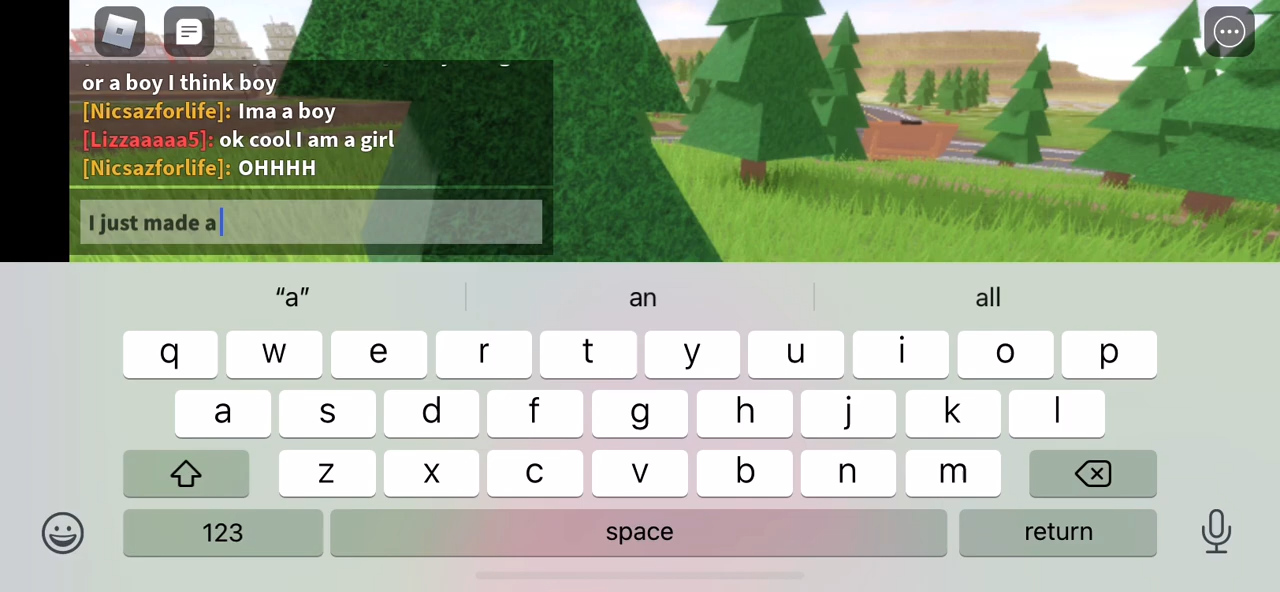 or a boy I think boy
[Nicsazforlife]: Ima a boy
[Lizzaaaaa5]: ok cool I am a girl
[Nicsazforlife]: OHHHH
I just made a
“a” an all
q w e r t y u i o p
a s d f g h j k l
z x c v b n m
123 space return